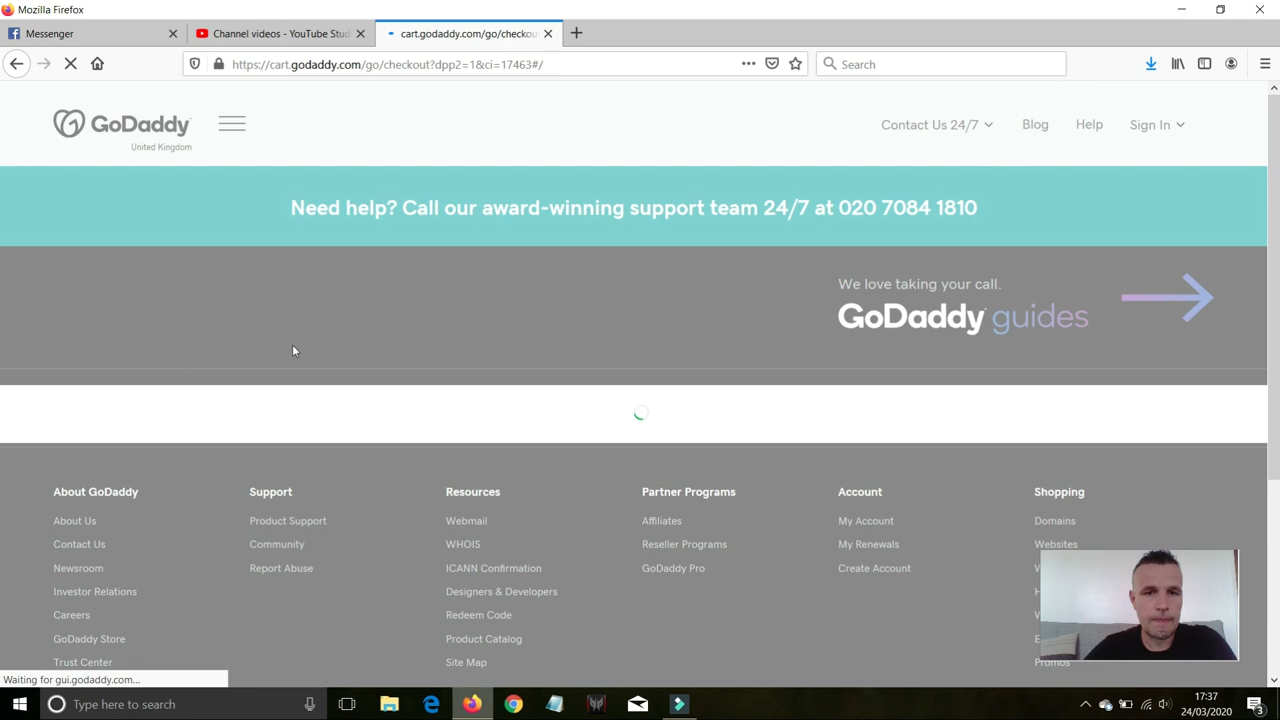 Mozilla Firefox
Messenger
Channel videos - YouTube Stud
cart.godaddy.com/go/checkou
https://cart.godaddy.com/go/checkout?dpp2=1&ci=17463#/
Search
GoDaddy
United Kingdom
Contact Us 24/7
Blog
Help
Sign In
Need help? Call our award-winning support team 24/7 at 020 7084 1810
We love taking your call.
GoDaddy guides
About GoDaddy
About Us
Contact Us
Newsroom
Investor Relations
Careers
GoDaddy Store
Trust Center
Support
Product Support
Community
Report Abuse
Resources
Webmail
WHOIS
ICANN Confirmation
Designers & Developers
Redeem Code
Product Catalog
Site Map
Partner Programs
Affiliates
Reseller Programs
GoDaddy Pro
Account
My Account
My Renewals
Create Account
Shopping
Domains
Websites
Promos
Waiting for gui.godaddy.com...
Type here to search
17:37
24/03/2020
3